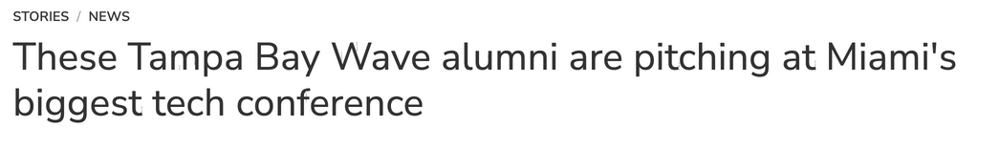 STORIES / NEWS
These Tampa Bay Wave alumni are pitching at Miami's
biggest tech conference